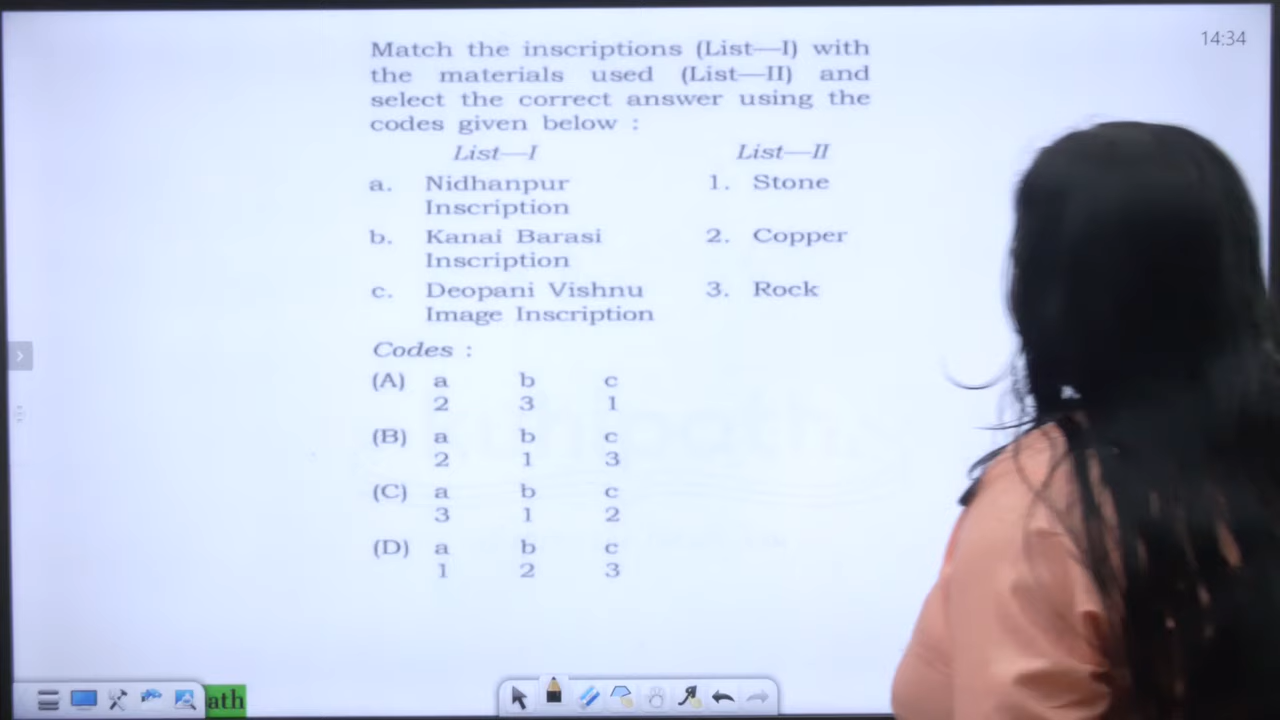 14:34
Match the inscriptions (List—I) with
the materials used (List—II) and
select the correct answer using the
codes given below :
List—I List—II
a. Nidhanpur 1. Stone
Inscription
b. Kanai Barasi 2. Copper
Inscription
c. Deopani Vishnu 3. Rock
Image Inscription
Codes :
(A) a b c
2 3 1
(B) a b c
2 1 3
(C) a b c
3 1 2
(D) a b c
1 2 3
ath